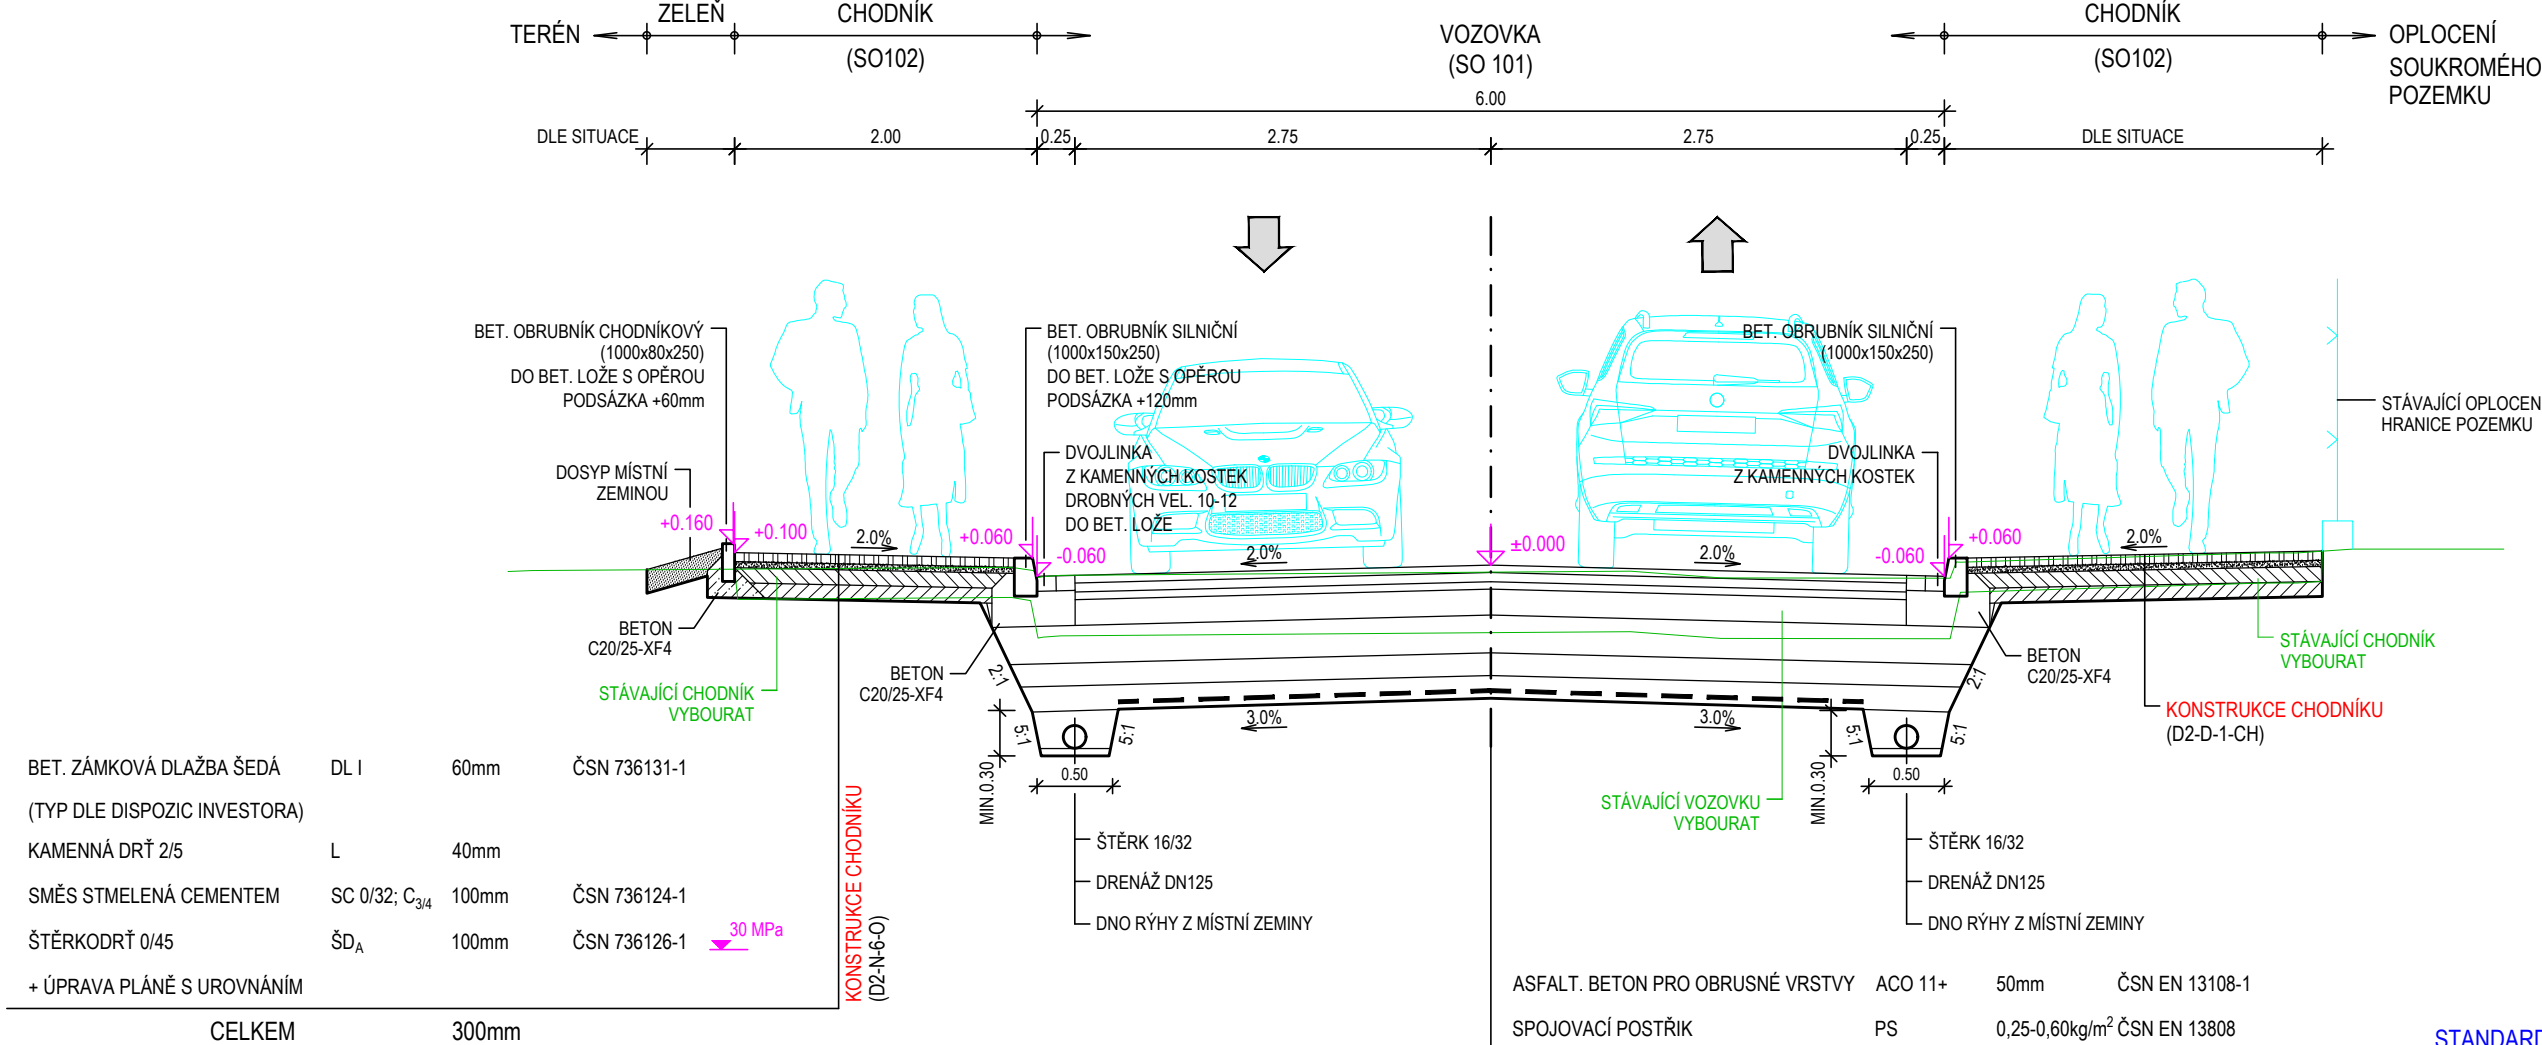 TERÉN
ZELEŇ
CHODNÍK
(SO102)
VOZOVKA
(SO 101)
CHODNÍK
(SO102)
OPLOCENÍ
SOUKROMÉHO
POZEMKU
6.00
DLE SITUACE
2.00
0.25
2.75
2.75
0.25
DLE SITUACE
BET. OBRUBNÍK CHODNÍKOVÝ
(1000x80x250)
DO BET. LOŽE S OPĚROU
PODSÁZKA +60mm
BET. OBRUBNÍK SILNIČNÍ
(1000x150x250)
DO BET. LOŽE S OPĚROU
PODSÁZKA +120mm
BET. OBRUBNÍK SILNIČNÍ
(1000x150x250)
STÁVAJÍCÍ OPLOCEN
HRANICE POZEMKU
DOSYP MÍSTNÍ
ZEMINOU
DVOJLINKA
Z KAMENNÝCH KOSTEK
DROBNÝCH VEL. 10-12
DO BET. LOŽE
DVOJLINKA
Z KAMENNÝCH KOSTEK
+0.160
+0.100
2.0%
+0.060
-0.060
2.0%
±0.000
2.0%
-0.060
+0.060
2.0%
BETON
C20/25-XF4
STÁVAJÍCÍ CHODNÍK
VYBOURAT
BETON
C20/25-XF4
2:1
5:1
5:1
3.0%
3.0%
5:1
5:1
2:1
BETON
C20/25-XF4
STÁVAJÍCÍ CHODNÍK
VYBOURAT
KONSTRUKCE CHODNÍKU
(D2-D-1-CH)
MIN.0.30
0.50
MIN.0.30
0.50
STÁVAJÍCÍ VOZOVKU
VYBOURAT
ŠTĚRK 16/32
DRENÁŽ DN125
DNO RÝHY Z MÍSTNÍ ZEMINY
ŠTĚRK 16/32
DRENÁŽ DN125
DNO RÝHY Z MÍSTNÍ ZEMINY
BET. ZÁMKOVÁ DLAŽBA ŠEDÁ DL I 60mm ČSN 736131-1
(TYP DLE DISPOZIC INVESTORA)
KAMENNÁ DRŤ 2/5 L 40mm
SMĚS STMELENÁ CEMENTEM SC 0/32; C3/4 100mm ČSN 736124-1
ŠTĚRKODRŤ 0/45 ŠDA 100mm ČSN 736126-1 30 MPa
+ ÚPRAVA PLÁNĚ S UROVNÁNÍM
CELKEM 300mm
KONSTRUKCE CHODNÍKU
(D2-N-6-O)
ASFALT. BETON PRO OBRUSNÉ VRSTVY ACO 11+ 50mm ČSN EN 13108-1
SPOJOVACÍ POSTŘIK PS 0,25-0,60kg/m² ČSN EN 13808
STANDARD